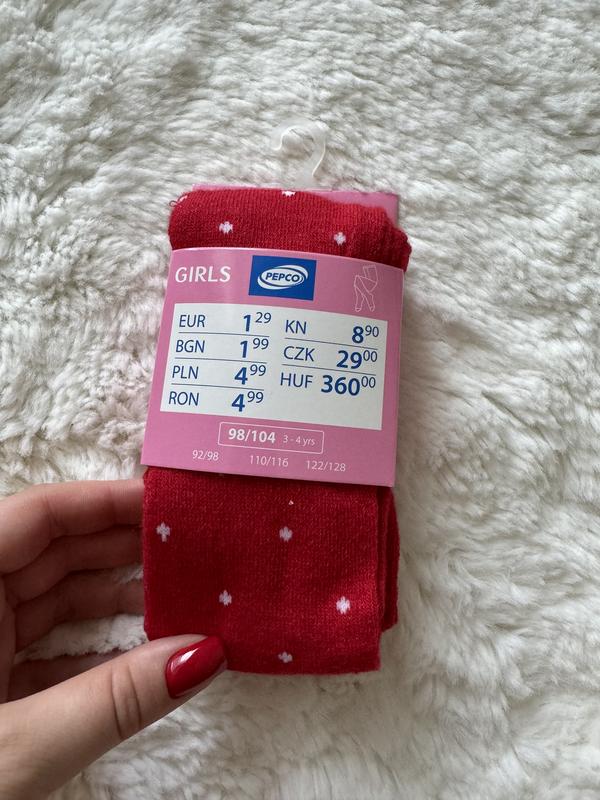 GIRLS PEPCO
EUR 1 29
BGN 1 99
PLN 4 99
RON 4 99
KN 8 90
CZK 29 00
HUF 360 00
98/104 3 - 4 yrs
92/98 110/116 122/128